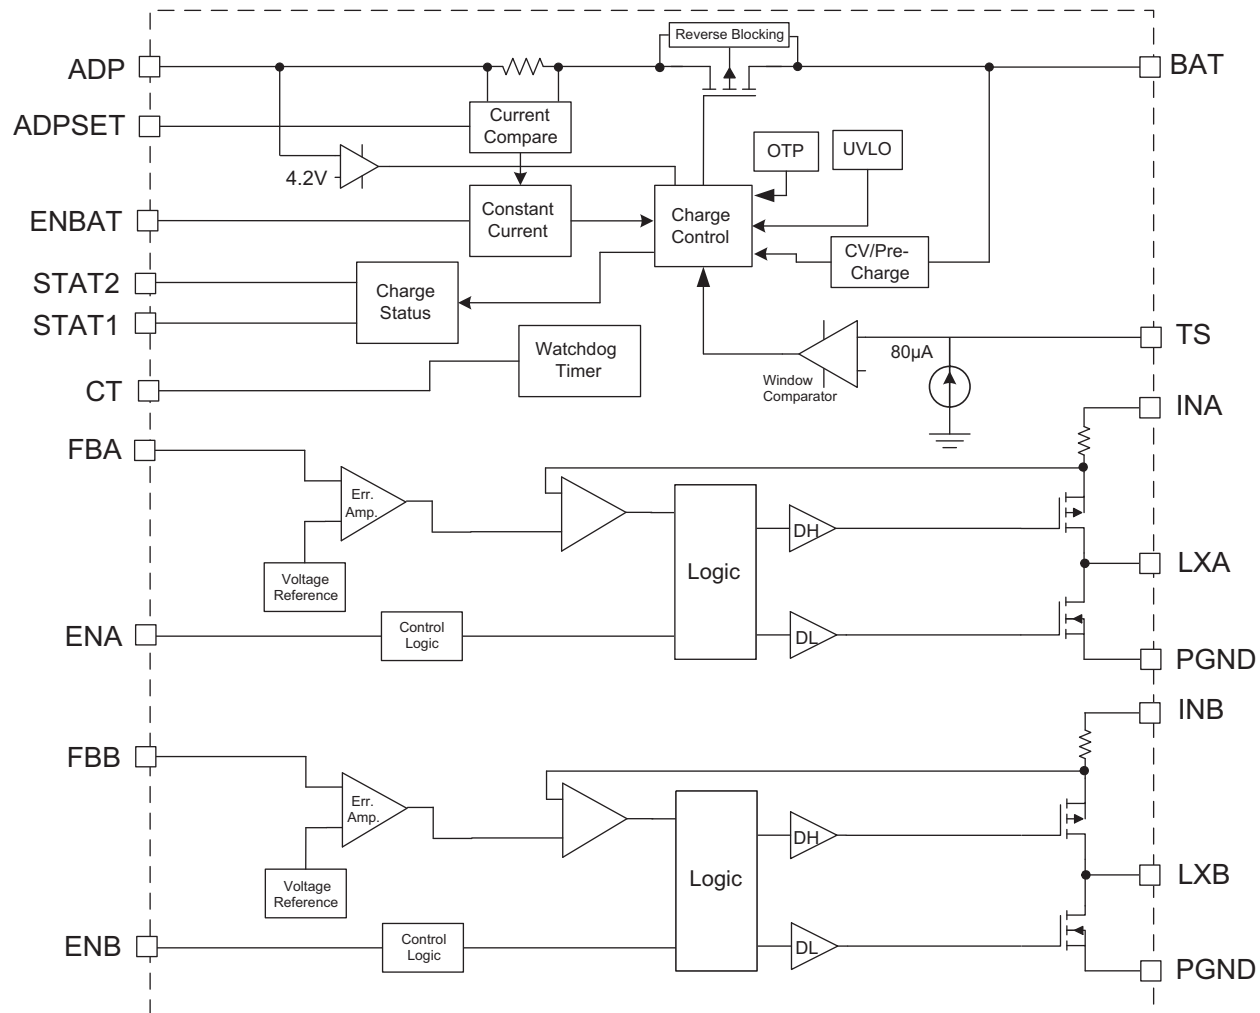 Reverse Blocking
ADP
BAT
ADPSET
Current
Compare
OTP
UVLO
4.2V
ENBAT
Constant
Current
Charge
Control
CV/Pre-
Charge
STAT2
STAT1
Charge
Status
TS
Watchdog
Timer
80µA
Window
Comparator
CT
INA
FBA
Err.
Amp.
DH
Logic
LXA
Voltage
Reference
ENA
Control
Logic
DL
PGND
INB
FBB
Err.
Amp.
DH
Logic
LXB
Voltage
Reference
ENB
Control
Logic
DL
PGND